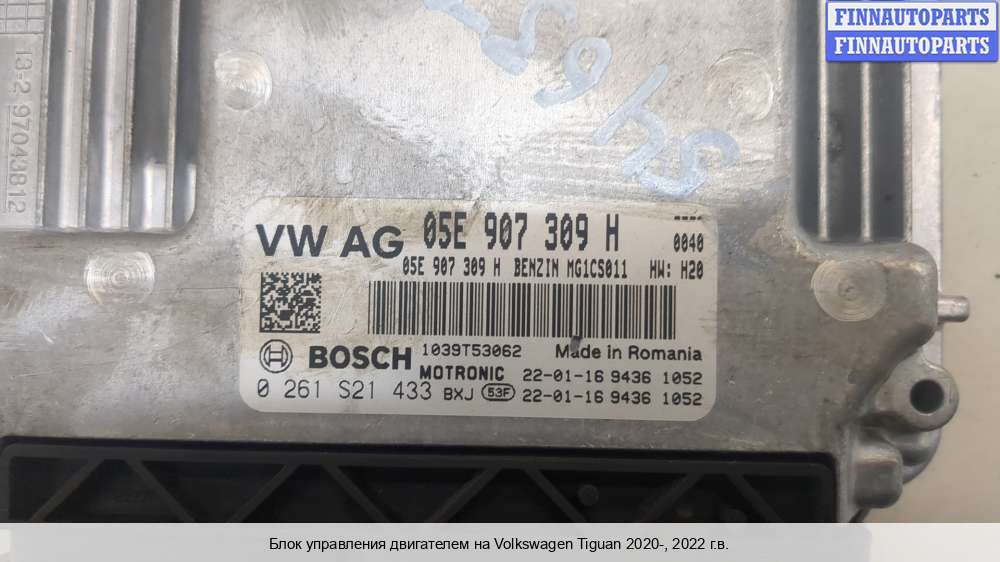 FINNAUTOPARTS
FINNAUTOPARTS
13-2 97043B12
VW AG 05E 907 309 H 0040
05E 907 309 H BENZIN MG1CS011 HW: H20
BOSCH 1039T53062 Made in Romania
MOTRONIC 22-01-16 9436 1052
0 261 S21 433 BXJ 53F 22-01-16 9436 1052
Блок управления двигателем на Volkswagen Tiguan 2020-, 2022 г.в.